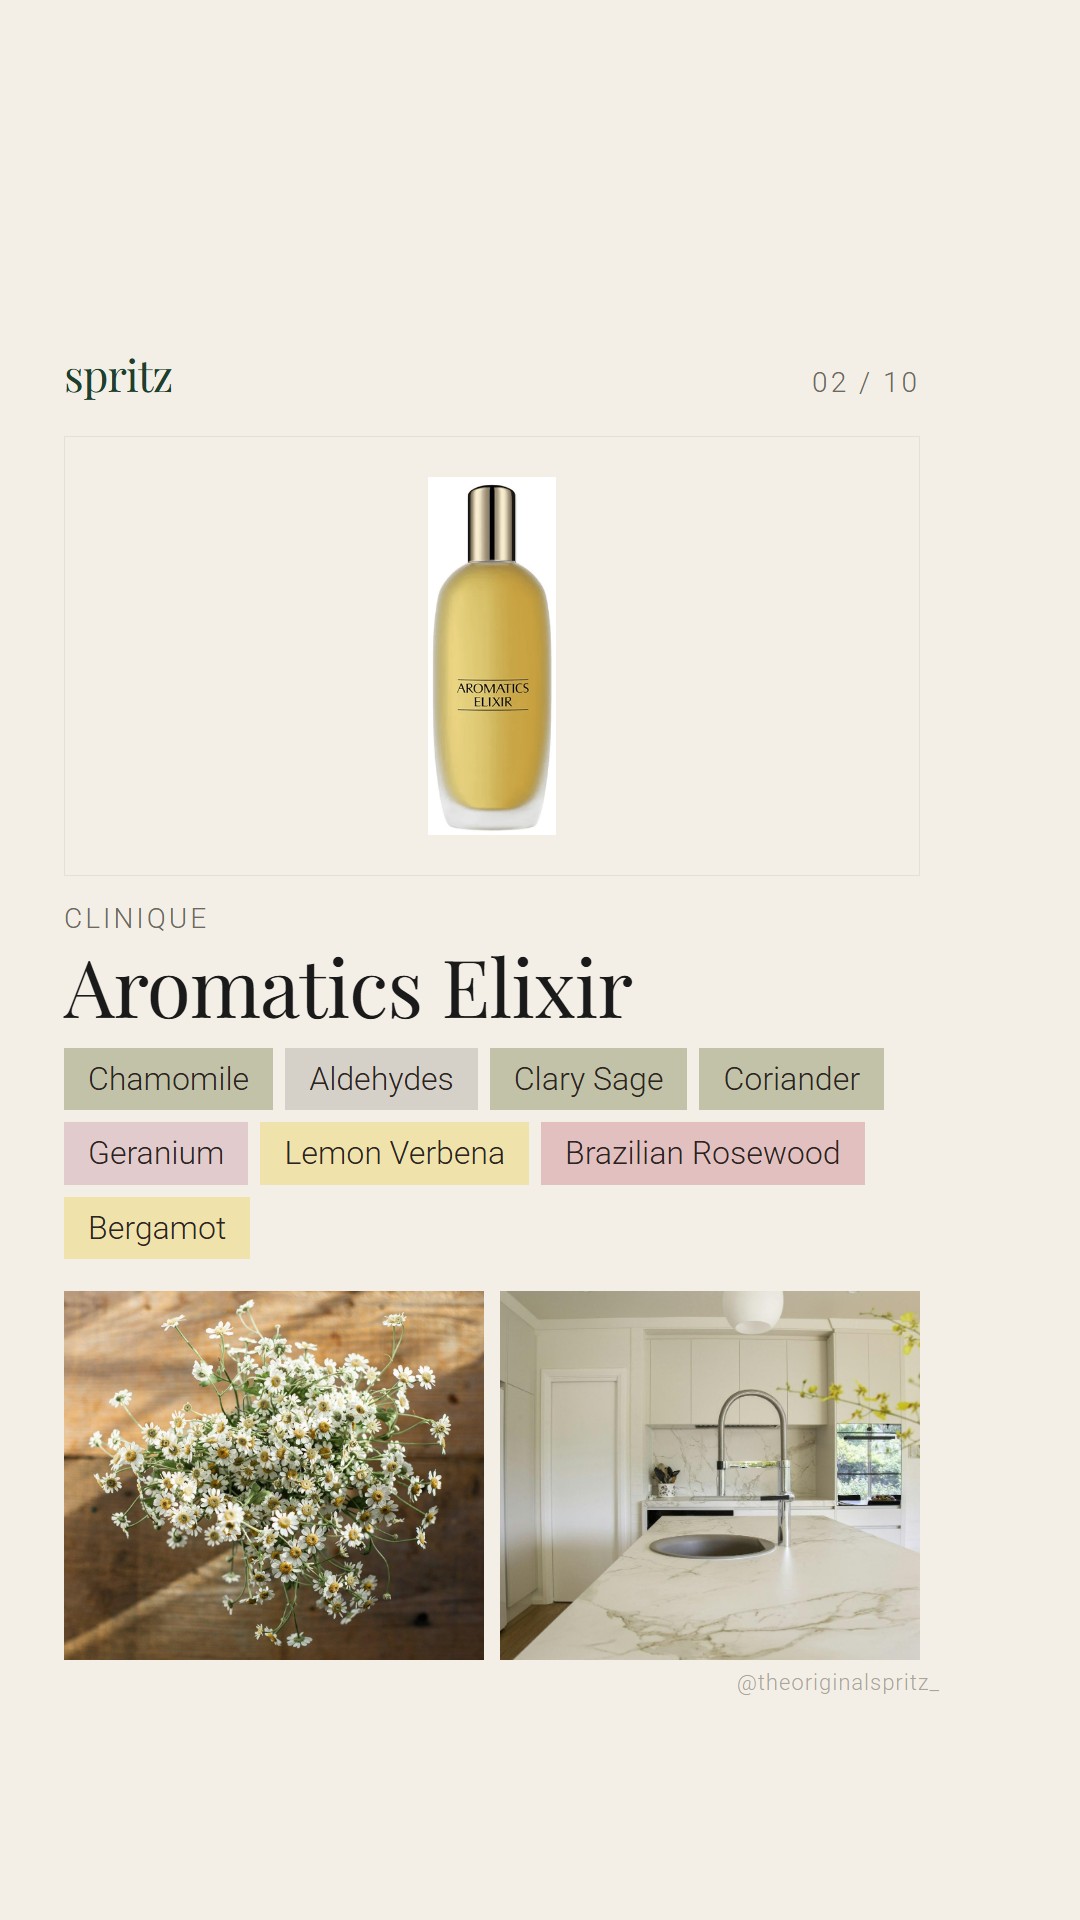 spritz
02 / 10
AROMATICS
ELIXIR
CLINIQUE
Aromatics Elixir
Chamomile Aldehydes Clary Sage Coriander
Geranium Lemon Verbena Brazilian Rosewood
Bergamot
@theoriginalspritz_